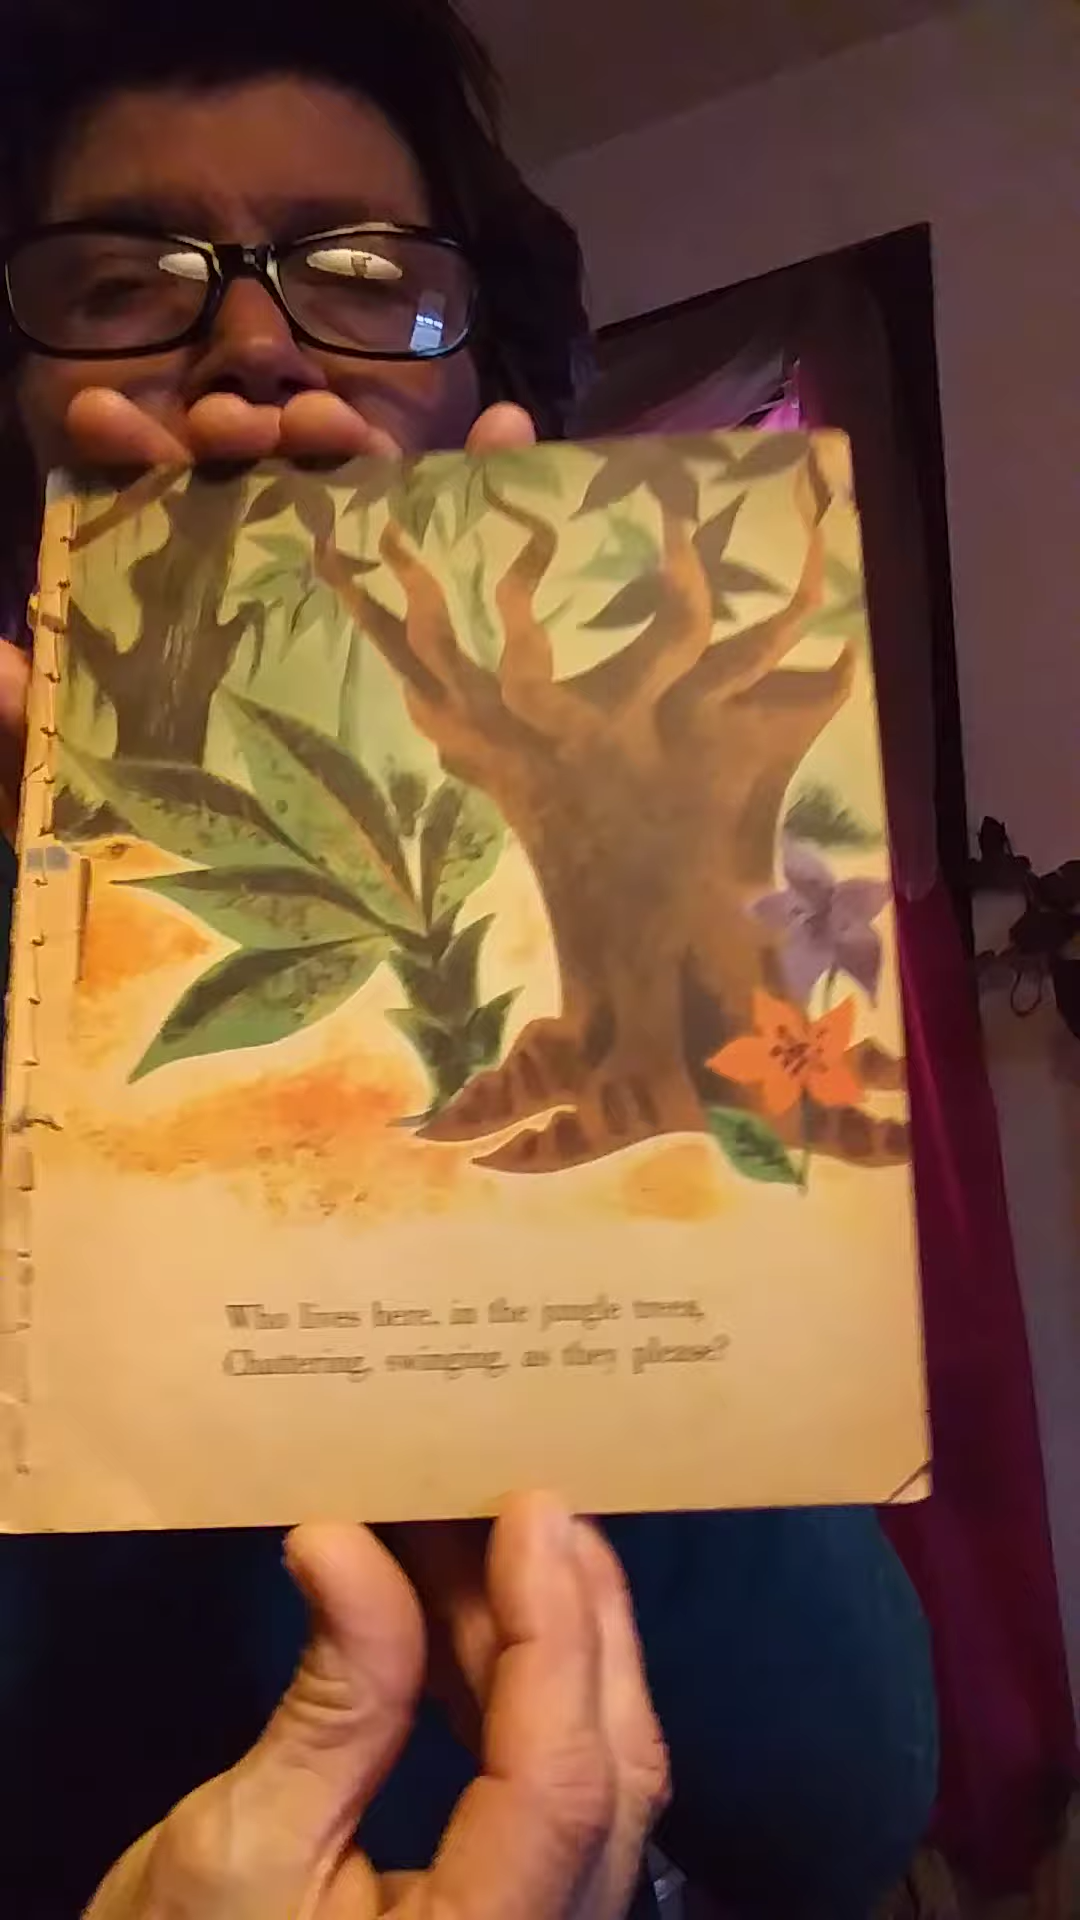 Who lives here, in the jungle trees,
Chattering, swinging, as they please?